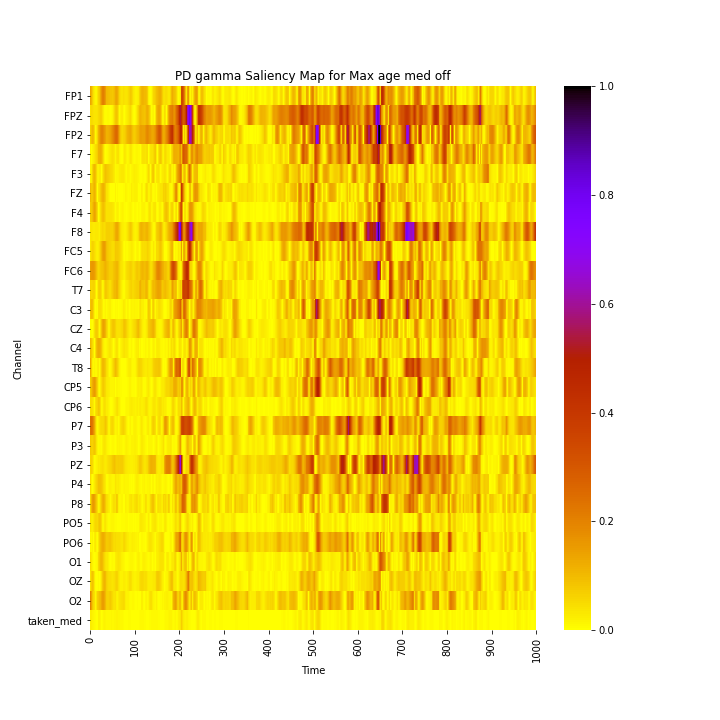 PD gamma Saliency Map for Max age med off
Channel
FP1
FPZ
FP2
F7
F3
FZ
F4
F8
FC5
FC6
T7
C3
CZ
C4
T8
CP5
CP6
P7
P3
PZ
P4
P8
PO5
PO6
O1
OZ
O2
taken_med
0
100
200
300
400
500
600
700
800
900
1000
Time
1.0
0.8
0.6
0.4
0.2
0.0